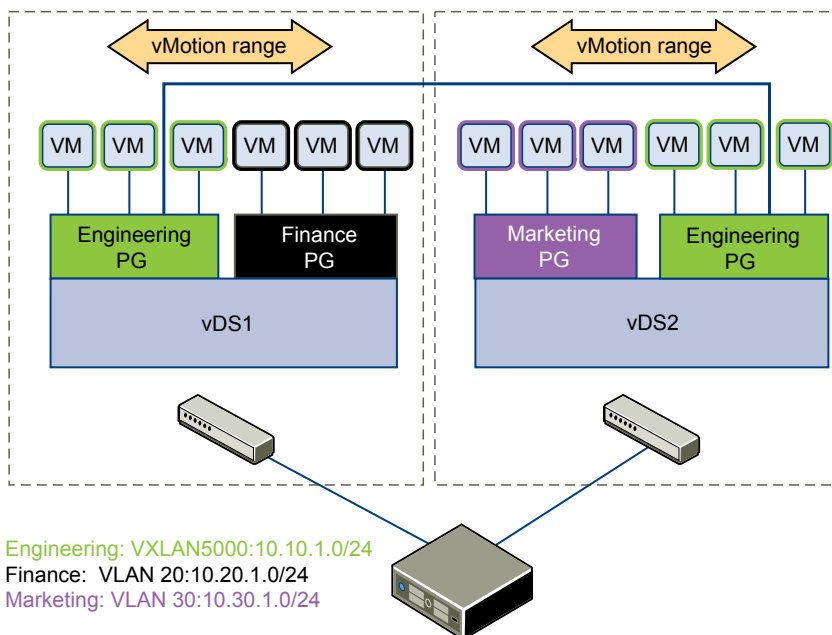 vMotion range
vMotion range
VM VM VM VM VM VM
VM VM VM VM VM VM
Engineering
PG
Finance
PG
Marketing
PG
Engineering
PG
vDS1
vDS2
Engineering: VXLAN5000:10.10.1.0/24
Finance:  VLAN 20:10.20.1.0/24
Marketing: VLAN 30:10.30.1.0/24